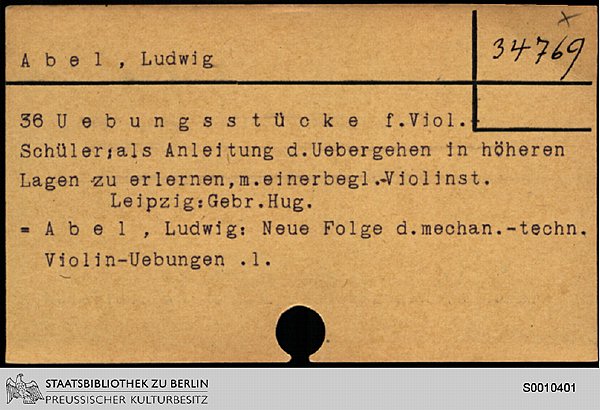 A b e l , Ludwig
34769
36 U e b u n g s s t ü c k e f.Viol.-
Schüler,als Anleitung d.Uebergehen in höheren
Lagen zu erlernen,m.einerbegl.-Violinst.
Leipzig:Gebr.Hug.
= A b e l , Ludwig: Neue Folge d.mechan.-techn.
Violin-Uebungen .1.
STAATSBIBLIOTHEK ZU BERLIN
PREUSSISCHER KULTURBESITZ
S0010401